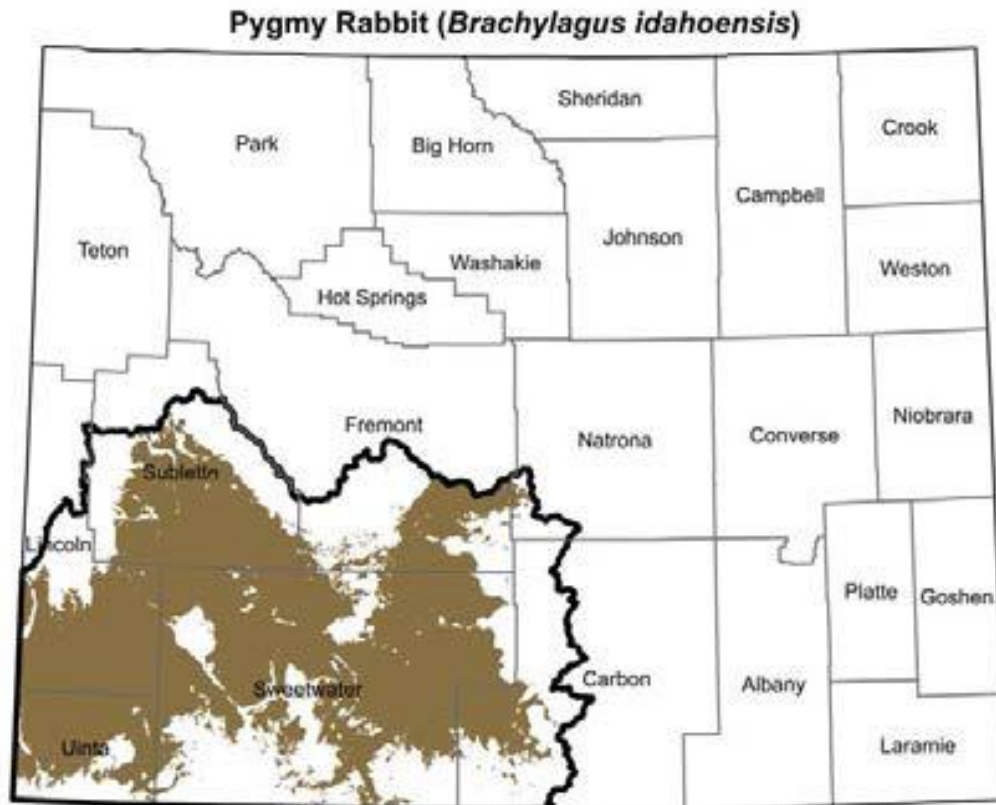 Pygmy Rabbit (Brachylagus idahoensis)
Sheridan
Crook
Park
Big Horn
Campbell
Johnson
Teton
Washakie
Weston
Hot Springs
Fremont
Niobrara
Natrona
Converse
Sublette
Lincoln
Platte
Goshen
Carbon
Albany
Sweetwater
Uinta
Laramie